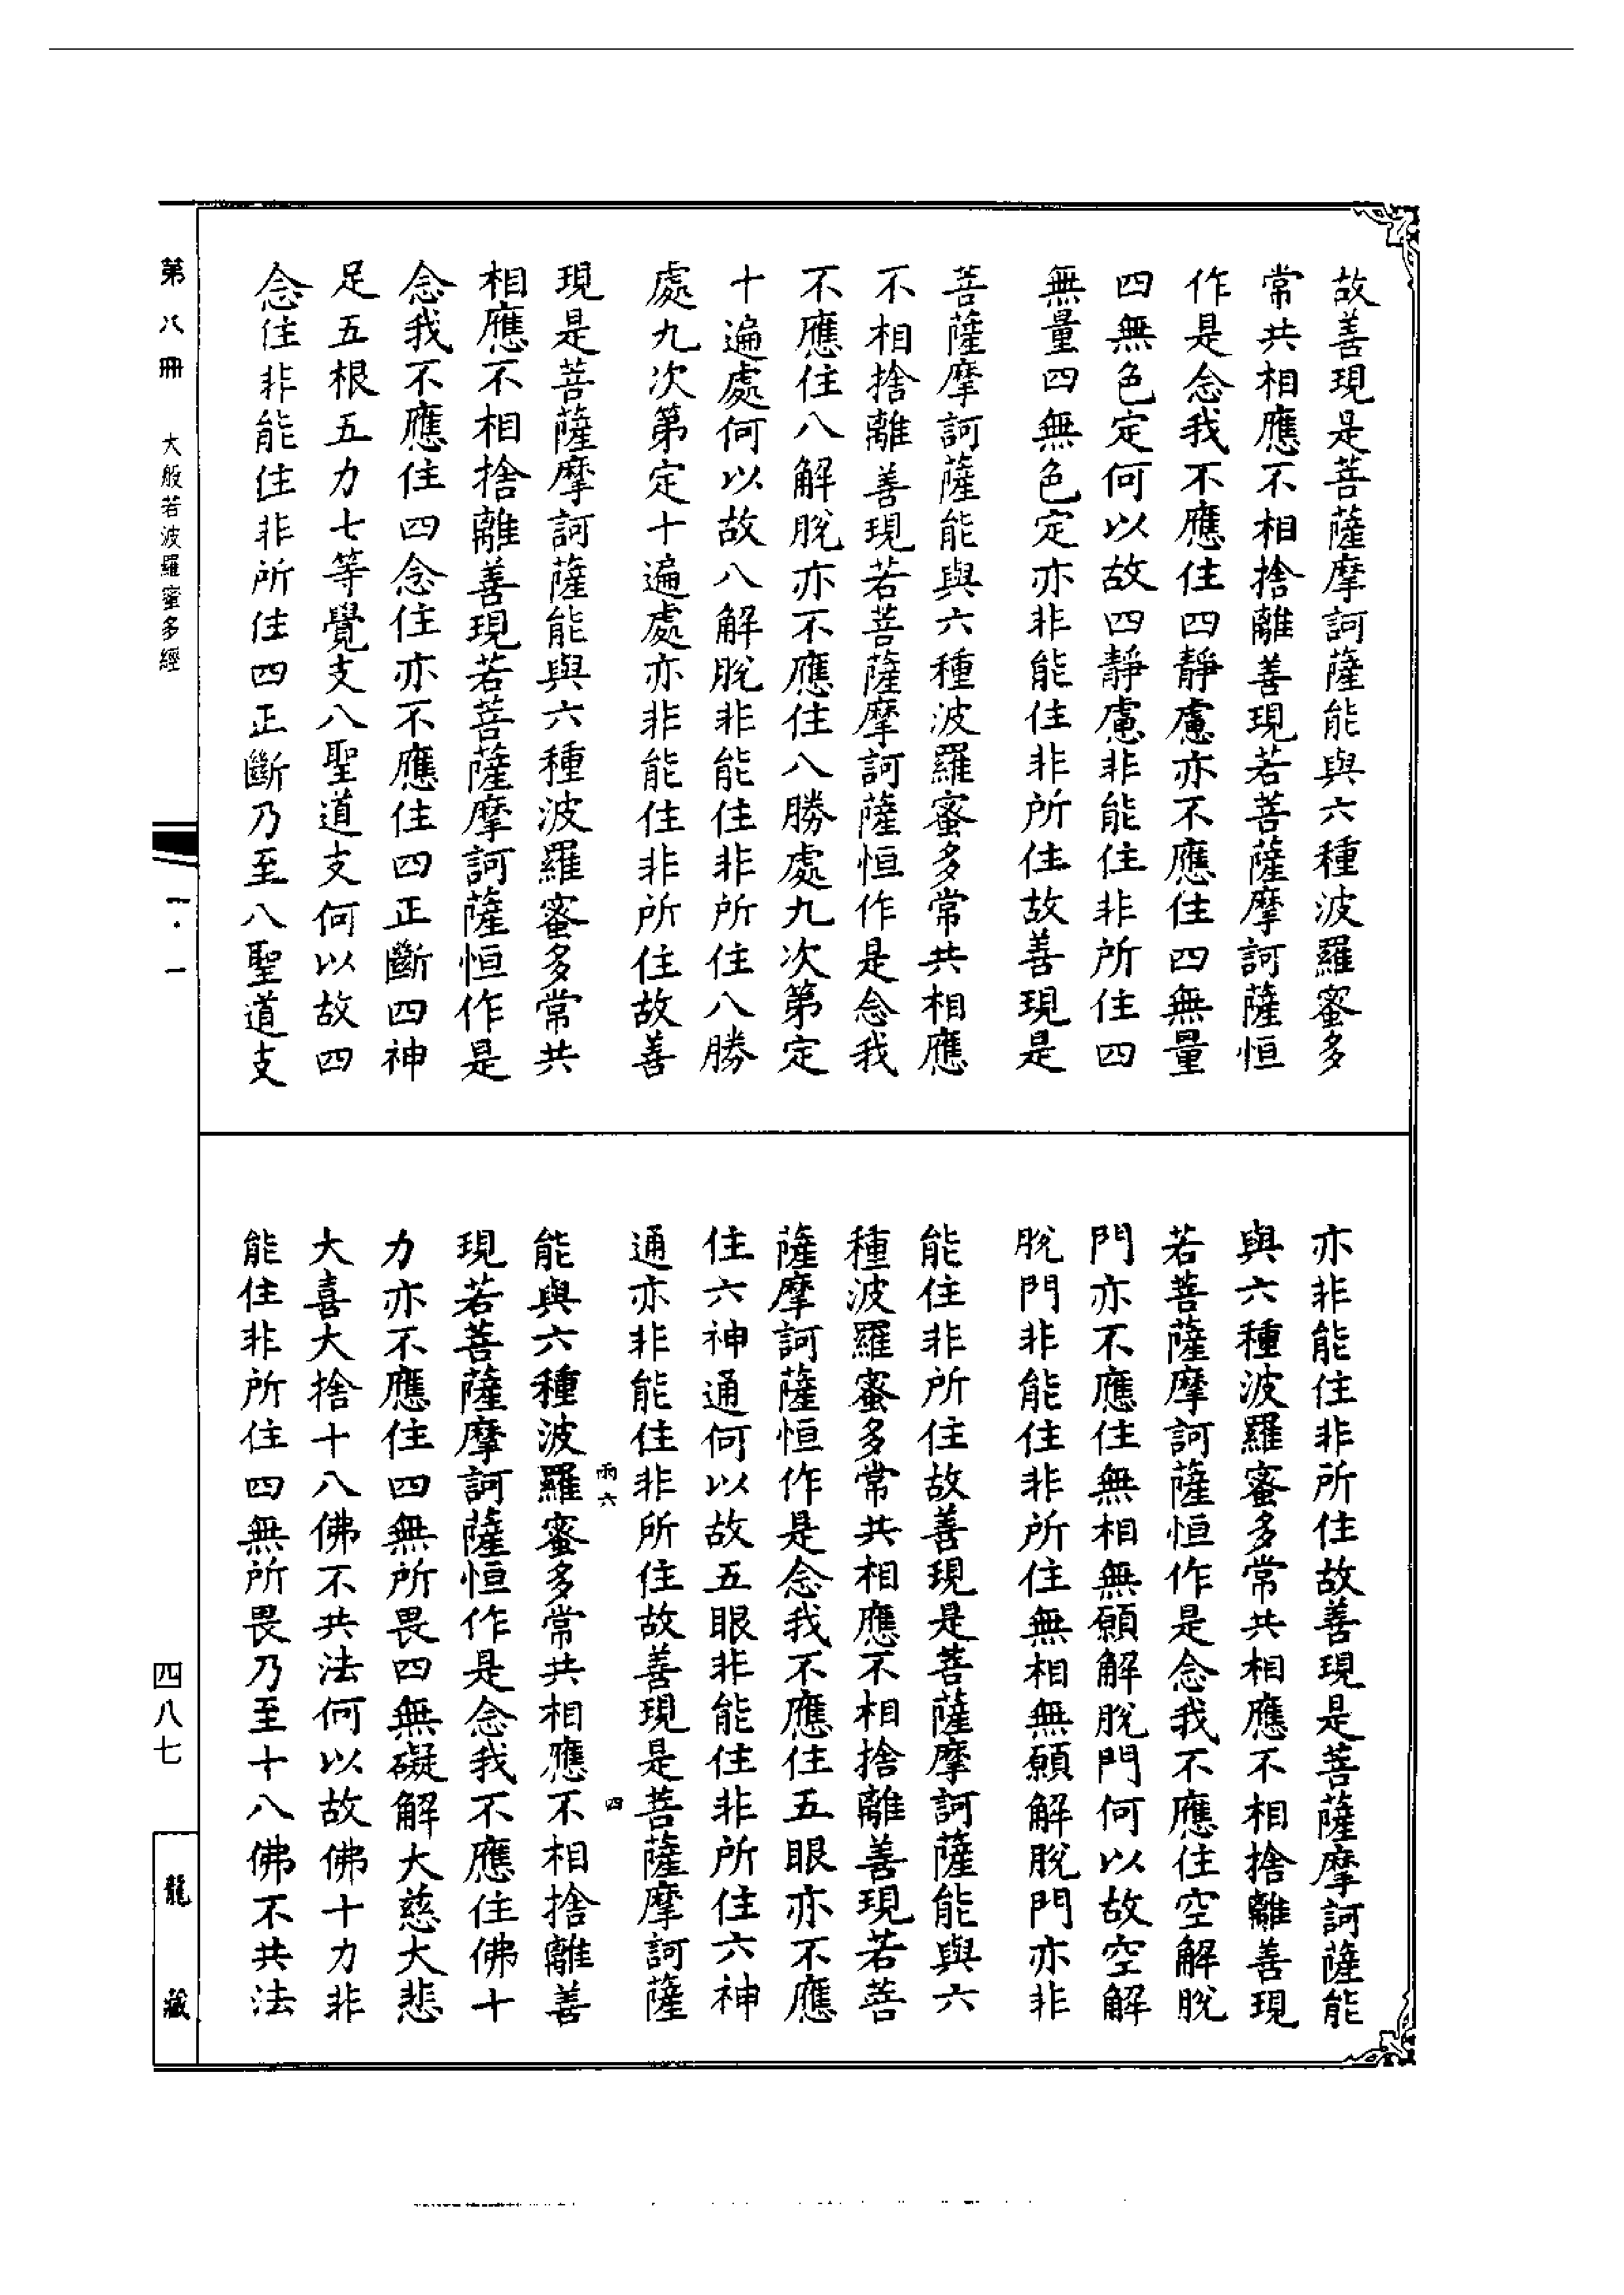 故善現是菩薩摩訶薩能與六種波羅蜜多
常共相應不相捨離善現若菩薩摩訶薩恒
作是念我不應住四靜慮亦不應住四無量
四無色定何以故四靜慮非能住非所住四
無量四無色定亦非能住非所住故善現是
菩薩摩訶薩能與六種波羅蜜多常共相應
不相捨離善現若菩薩摩訶薩恒作是念我
不應住八解脫亦不應住八勝處九次第定
十遍處何以故八解脫非能住非所住八勝
處九次第定十遍處亦非能住非所住故善
現是菩薩摩訶薩能與六種波羅蜜多常共
相應不相捨離善現若菩薩摩訶薩恒作是
念我不應住四念住亦不應住四正斷四神
足五根五力七等覺支八聖道支何以故四
念住非能住非所住四正斷乃至八聖道支
亦非能住非所住故善現是菩薩摩訶薩能
與六種波羅蜜多常共相應不相捨離善現
若菩薩摩訶薩恒作是念我不應住空解脫
門亦不應住無相無願解脫門何以故空解
脫門非能住非所住無相無願解脫門亦非
能住非所住故善現是菩薩摩訶薩能與六
種波羅蜜多常共相應不相捨離善現若菩
薩摩訶薩恒作是念我不應住五眼亦不應
住六神通何以故五眼非能住非所住六神
通亦非能住非所住故善現是菩薩摩訶薩
雨六 四
能與六種波羅蜜多常共相應不相捨離善
現若菩薩摩訶薩恒作是念我不應住佛十
力亦不應住四無所畏四無礙解大慈大悲
大喜大捨十八佛不共法何以故佛十力非
能住非所住四無所畏乃至十八佛不共法
第八冊 大般若波羅蜜多經
四八七
龍藏